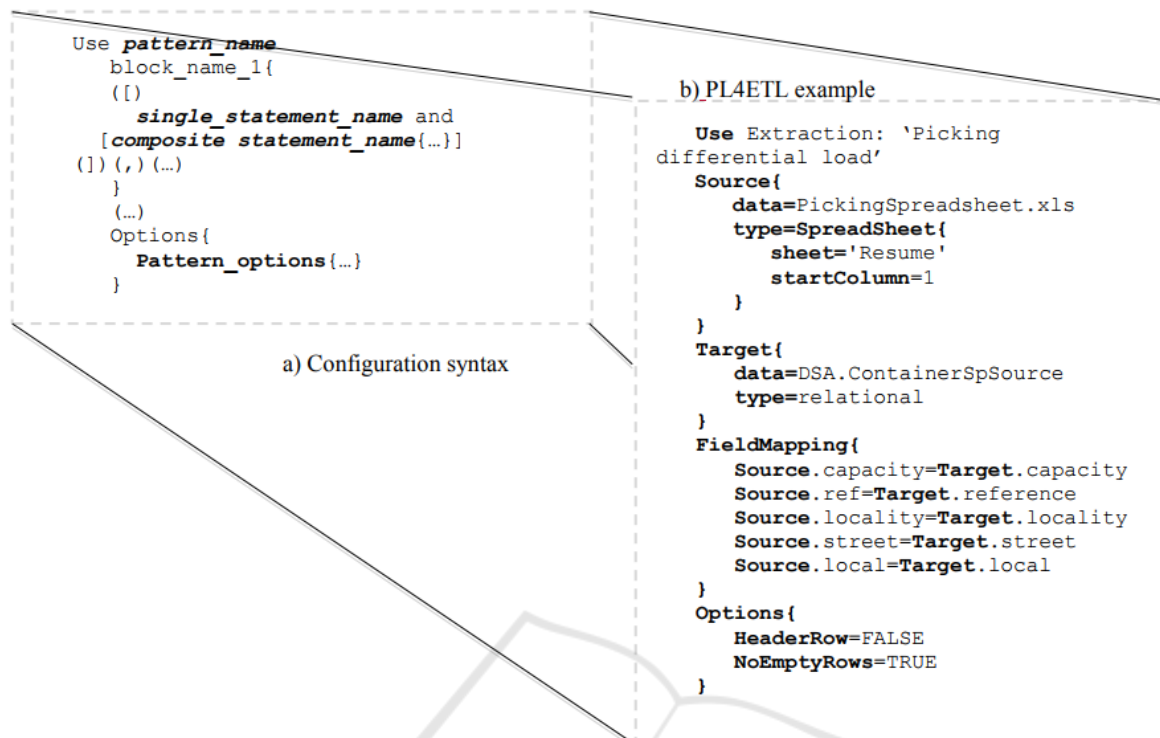 Use pattern_name
block_name_1{
([)
single_statement_name and
[composite statement_name{…}]
(])(,)(…)
}
(…)
Options{
Pattern_options{…}
}
a) Configuration syntax
b) PL4ETL example
Use Extraction: ‘Picking
differential load’
Source{
data=PickingSpreadsheet.xls
type=SpreadSheet{
sheet='Resume'
startColumn=1
}
}
Target{
data=DSA.ContainerSpSource
type=relational
}
FieldMapping{
Source.capacity=Target.capacity
Source.ref=Target.reference
Source.locality=Target.locality
Source.street=Target.street
Source.local=Target.local
}
Options{
HeaderRow=FALSE
NoEmptyRows=TRUE
}